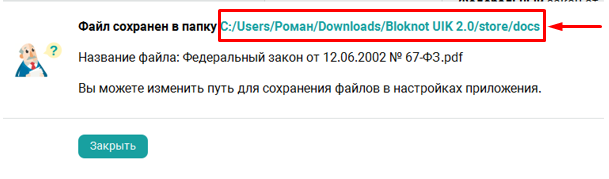 Файл сохранен в папку C:/Users/Роман/Downloads/Bloknot UIK 2.0/store/docs
Название файла: Федеральный закон от 12.06.2002 № 67-ФЗ.pdf
Вы можете изменить путь для сохранения файлов в настройках приложения.
Закрыть